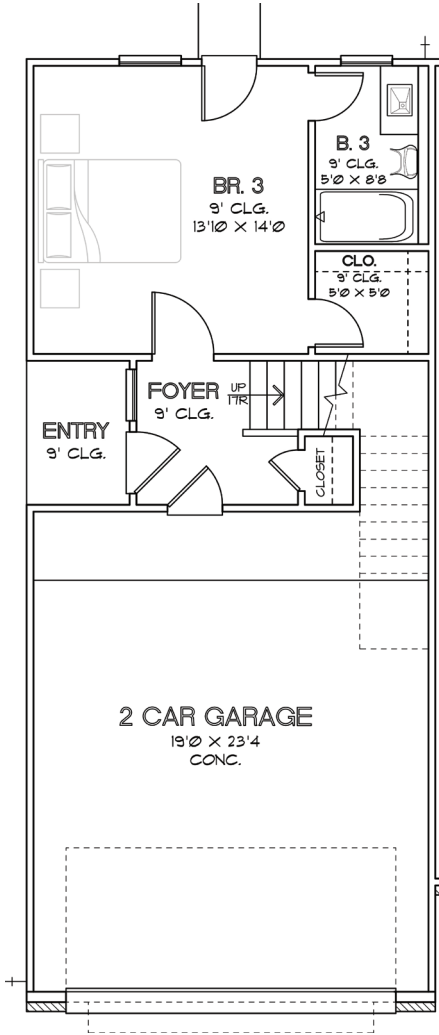 BR. 3
9' CLG.
13'10 X 14'0
B. 3
9' CLG.
5'0 X 8'8
CLO.
9' CLG.
5'0 X 5'0
FOYER
9' CLG.
UP
17R
ENTRY
9' CLG.
CLOSET
2 CAR GARAGE
19'0 X 23'4
CONC.